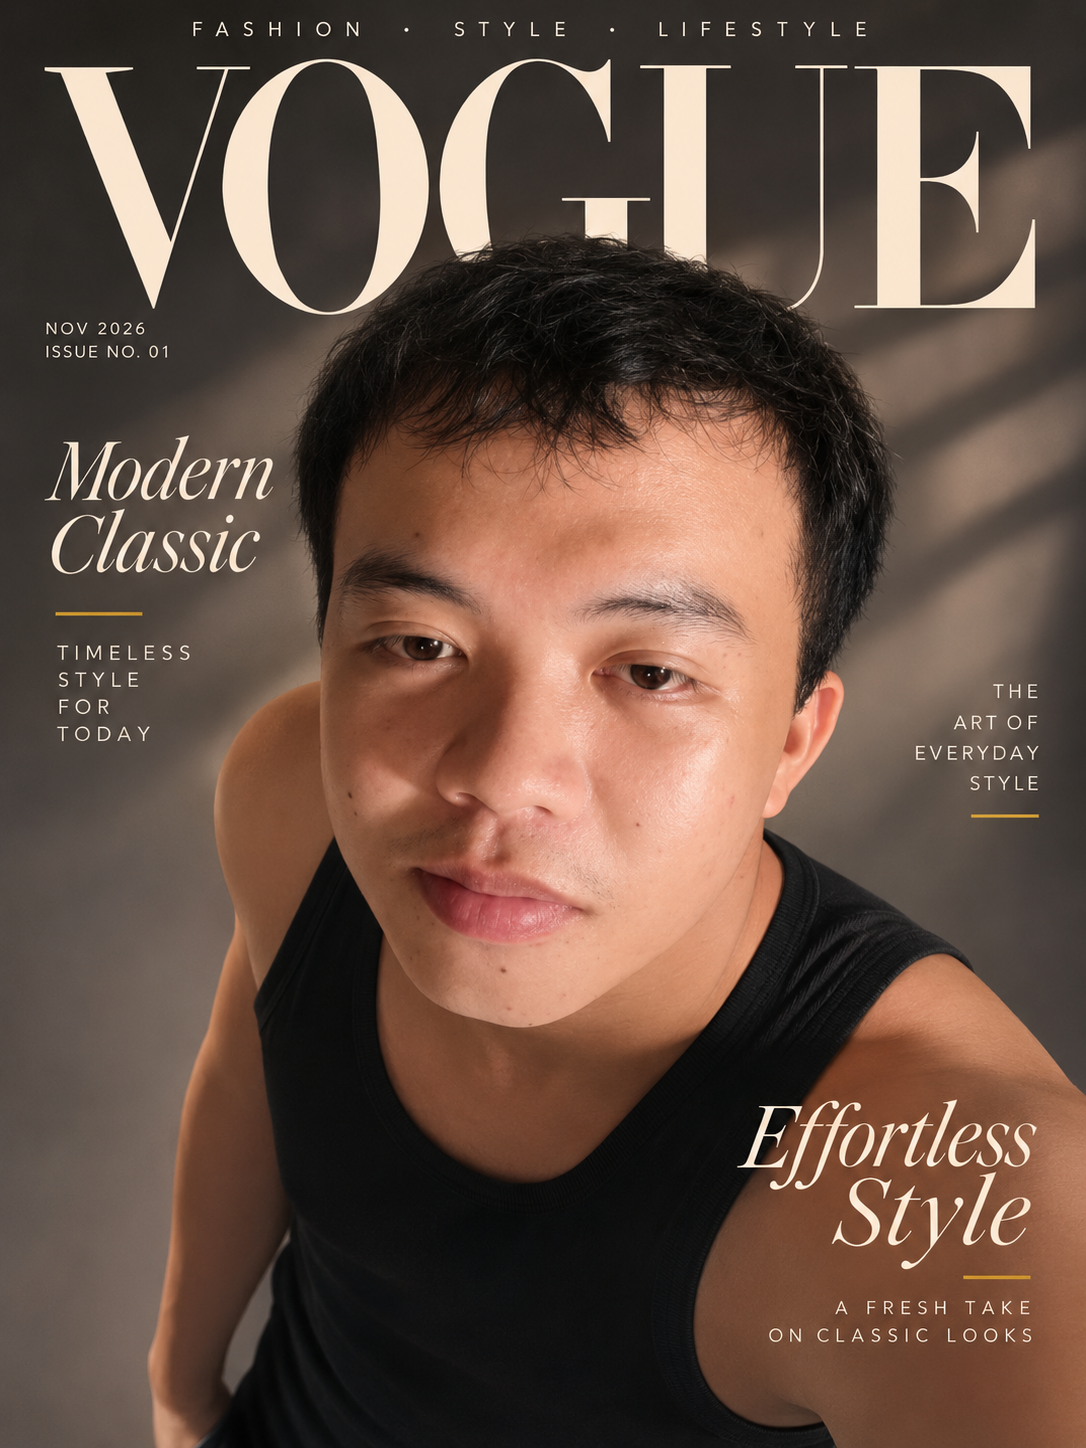 FASHION • STYLE • LIFESTYLE
VOGUE
NOV 2026
ISSUE NO. 01
Modern
Classic
TIMELESS
STYLE
FOR
TODAY
THE
ART OF
EVERYDAY
STYLE
Effortless
Style
A FRESH TAKE
ON CLASSIC LOOKS